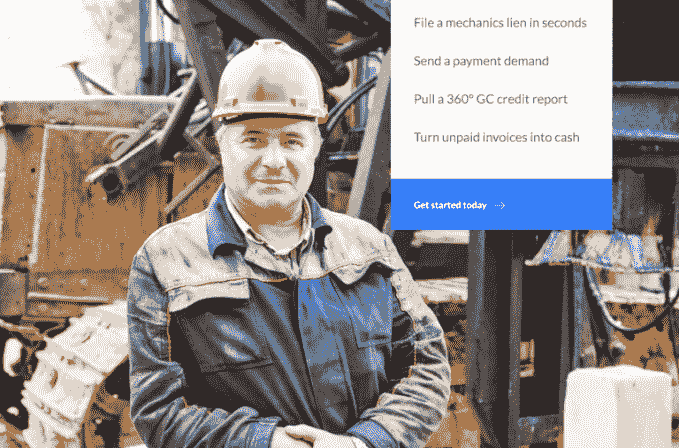 File a mechanics lien in seconds
Send a payment demand
Pull a 360° GC credit report
Turn unpaid invoices into cash
Get started today